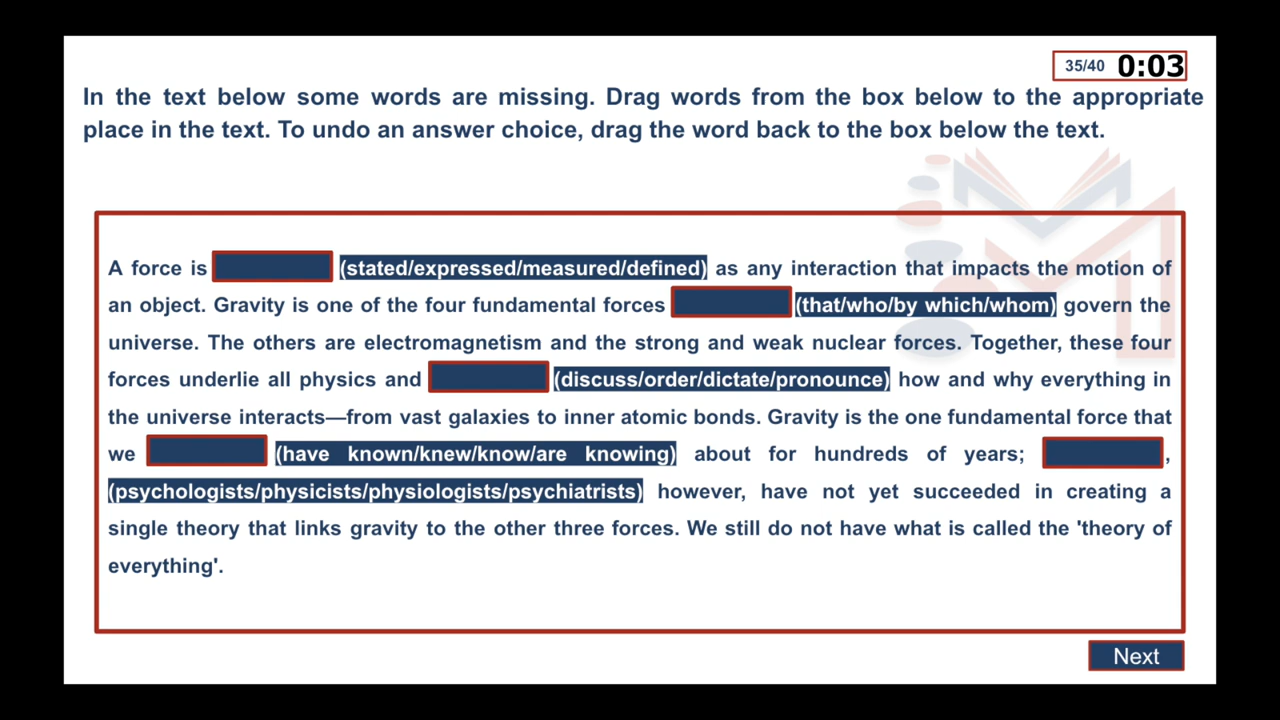 35/40 0:03
In the text below some words are missing. Drag words from the box below to the appropriate
place in the text. To undo an answer choice, drag the word back to the box below the text.
A force is (stated/expressed/measured/defined) as any interaction that impacts the motion of
an object. Gravity is one of the four fundamental forces (that/who/by which/whom) govern the
universe. The others are electromagnetism and the strong and weak nuclear forces. Together, these four
forces underlie all physics and (discuss/order/dictate/pronounce) how and why everything in
the universe interacts—from vast galaxies to inner atomic bonds. Gravity is the one fundamental force that
we (have known/knew/know/are knowing) about for hundreds of years; ,
(psychologists/physicists/physiologists/psychiatrists) however, have not yet succeeded in creating a
single theory that links gravity to the other three forces. We still do not have what is called the 'theory of
everything'.
Next